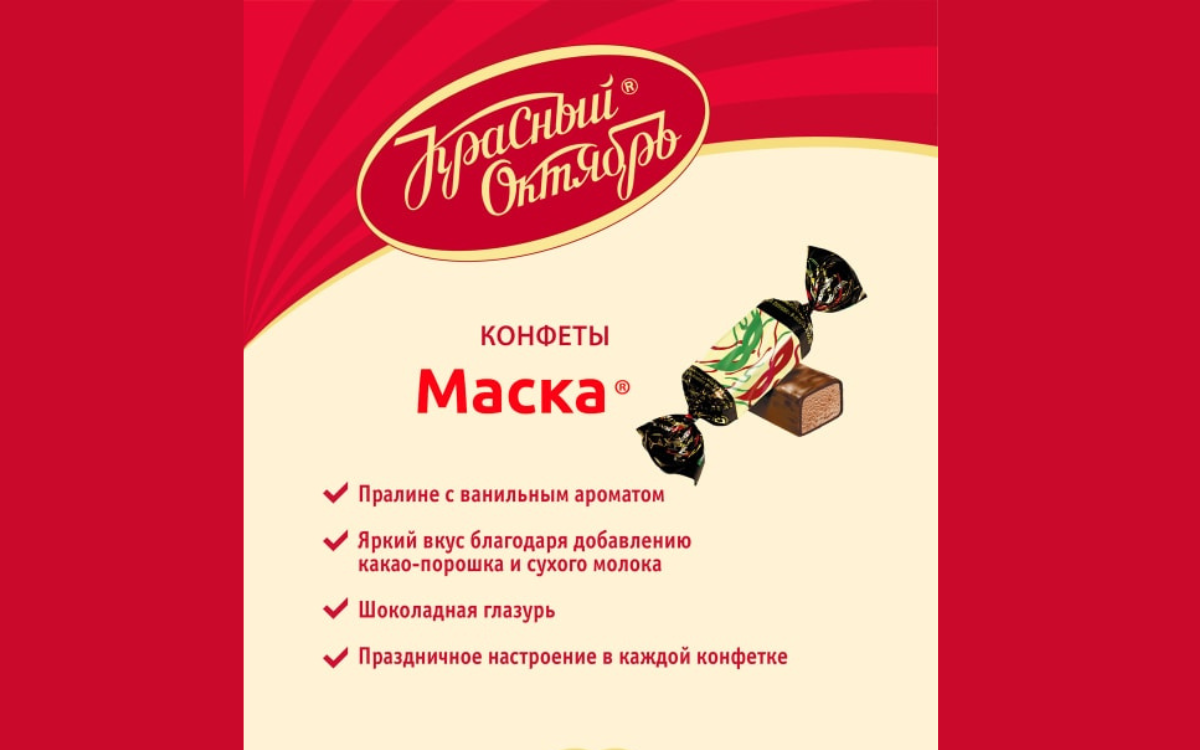 Красный ®
Октябрь
КОНФЕТЫ
Маска®
Пралине с ванильным ароматом
Яркий вкус благодаря добавлению
какао-порошка и сухого молока
Шоколадная глазурь
Праздничное настроение в каждой конфетке